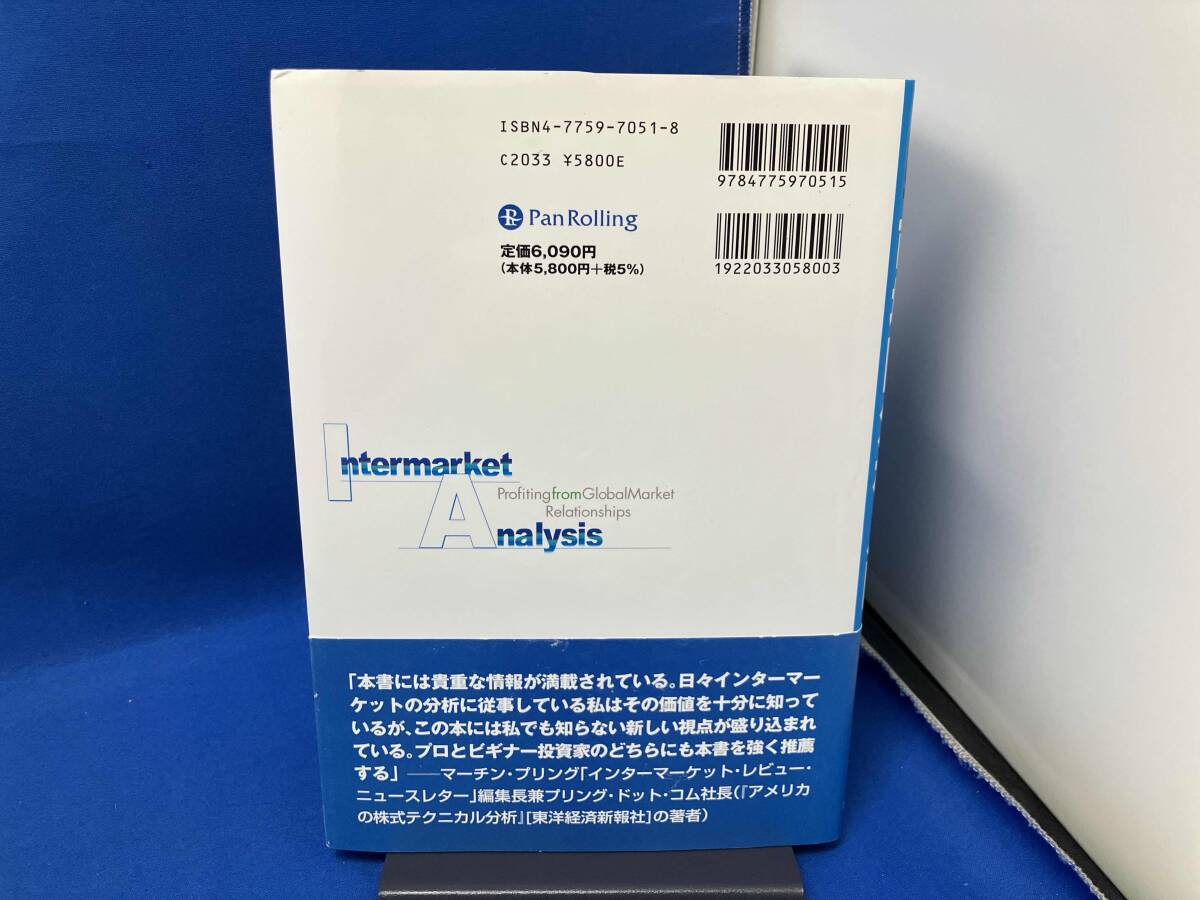 ISBN4-7759-7051-8
C2033 ¥5800E
9784775970515
PanRolling
定価6,090円
(本体5,800円+税5%)
1922033058003
Intermarket
ProfitingfromGlobalMarket
Relationships
Analysis
「本書には貴重な情報が満載されている。日々インターマー
ケットの分析に従事している私はその価値を十分に知って
いるが、この本には私でも知らない新しい視点が盛り込まれ
ている。プロとビギナー投資家のどちらにも本書を強く推薦
する」――マーチン・プリング「インターマーケット・レビュー・
ニュースレター」編集長兼プリング・ドット・コム社長(『アメリカ
の株式テクニカル分析』[東洋経済新報社]の著者)